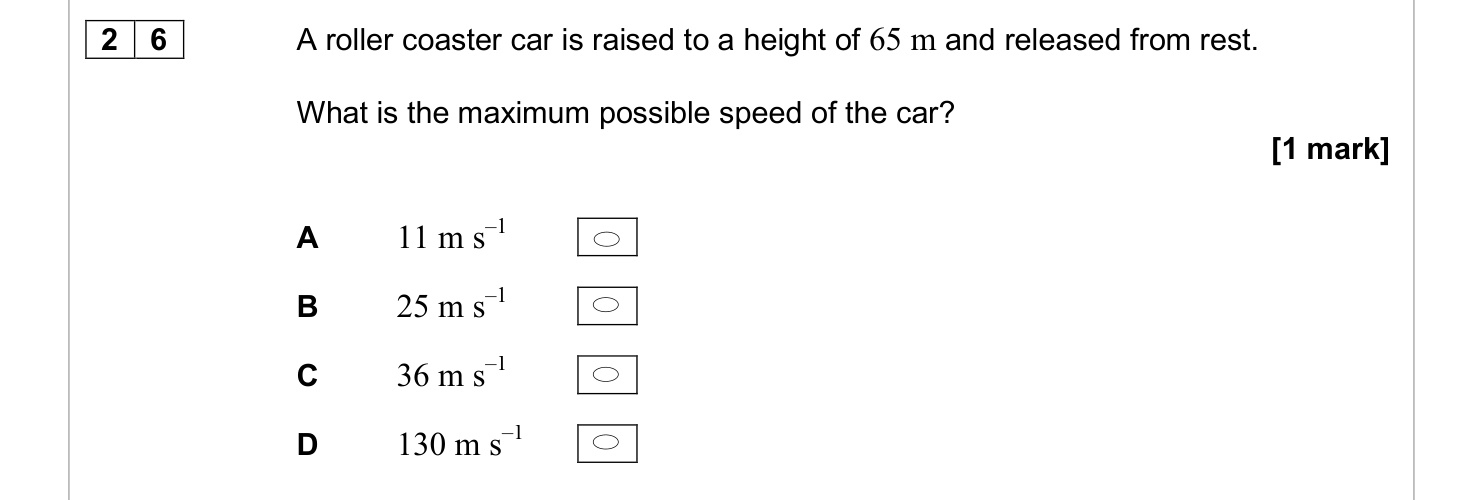 2 6 A roller coaster car is raised to a height of 65 m and released from rest.
What is the maximum possible speed of the car?
[1 mark]
A 11 m s⁻¹
B 25 m s⁻¹
C 36 m s⁻¹
D 130 m s⁻¹